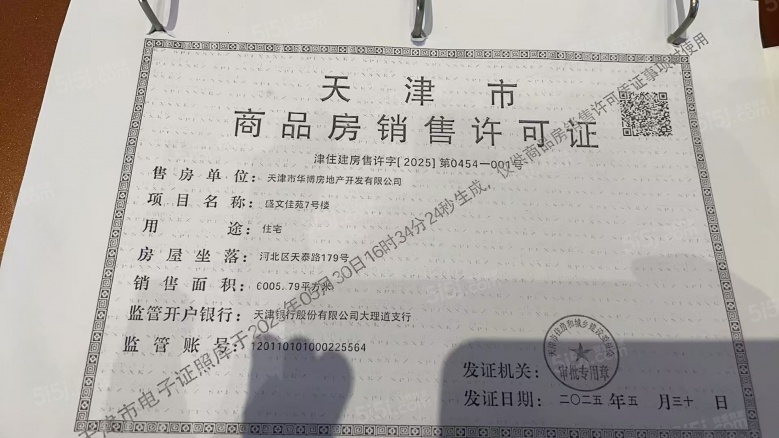 天津市
商品房销售许可证
津住建房售许字[2025]第0454-001号
售房单位：天津市华博房地产开发有限公司
项目名称：盛文佳苑7号楼
用途：住宅
房屋坐落：河北区天泰路179号
销售面积：6005.79平方米
监管开户银行：天津银行股份有限公司大理道支行
监管账号：120110101000225564
发证机关：
审批专用章
发证日期：二〇二五年五月三十日
天津市电子证照库于2025年05月30日16时34分24秒生成，仅供商品房销售许可凭证事项时使用